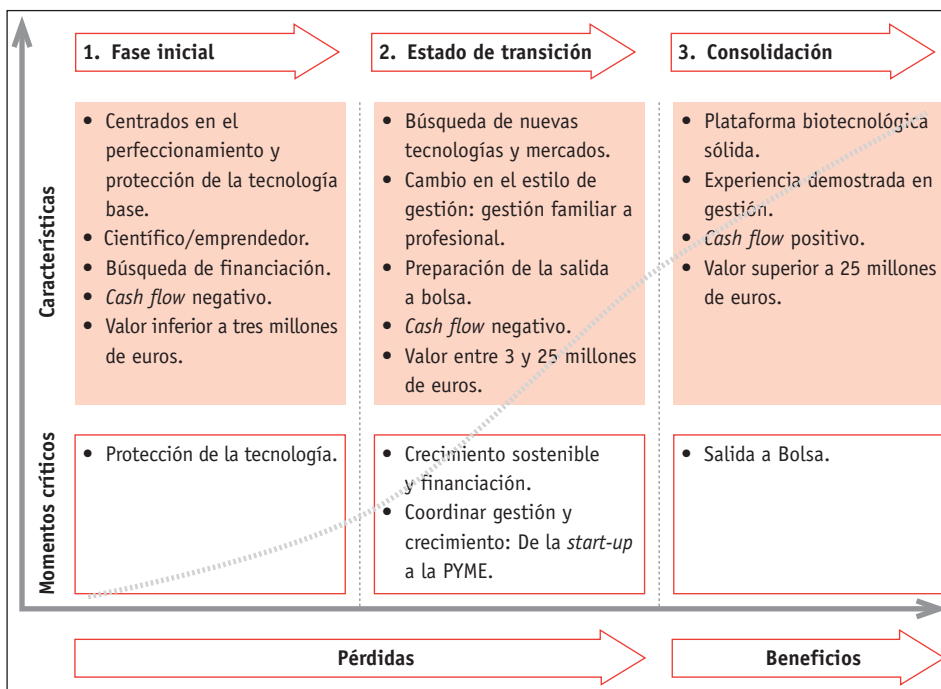 1. Fase inicial
2. Estado de transición
3. Consolidación
Características
• Centrados en el
perfeccionamiento y
protección de la tecnología
base.
• Científico/emprendedor.
• Búsqueda de financiación.
• Cash flow negativo.
• Valor inferior a tres millones
de euros.
• Búsqueda de nuevas
tecnologías y mercados.
• Cambio en el estilo de
gestión: gestión familiar a
profesional.
• Preparación de la salida
a bolsa.
• Cash flow negativo.
• Valor entre 3 y 25 millones
de euros.
• Plataforma biotecnológica
sólida.
• Experiencia demostrada en
gestión.
• Cash flow positivo.
• Valor superior a 25 millones
de euros.
Momentos críticos
• Protección de la tecnología.
• Crecimiento sostenible
y financiación.
• Coordinar gestión y
crecimiento: De la start-up
a la PYME.
• Salida a Bolsa.
Pérdidas
Beneficios